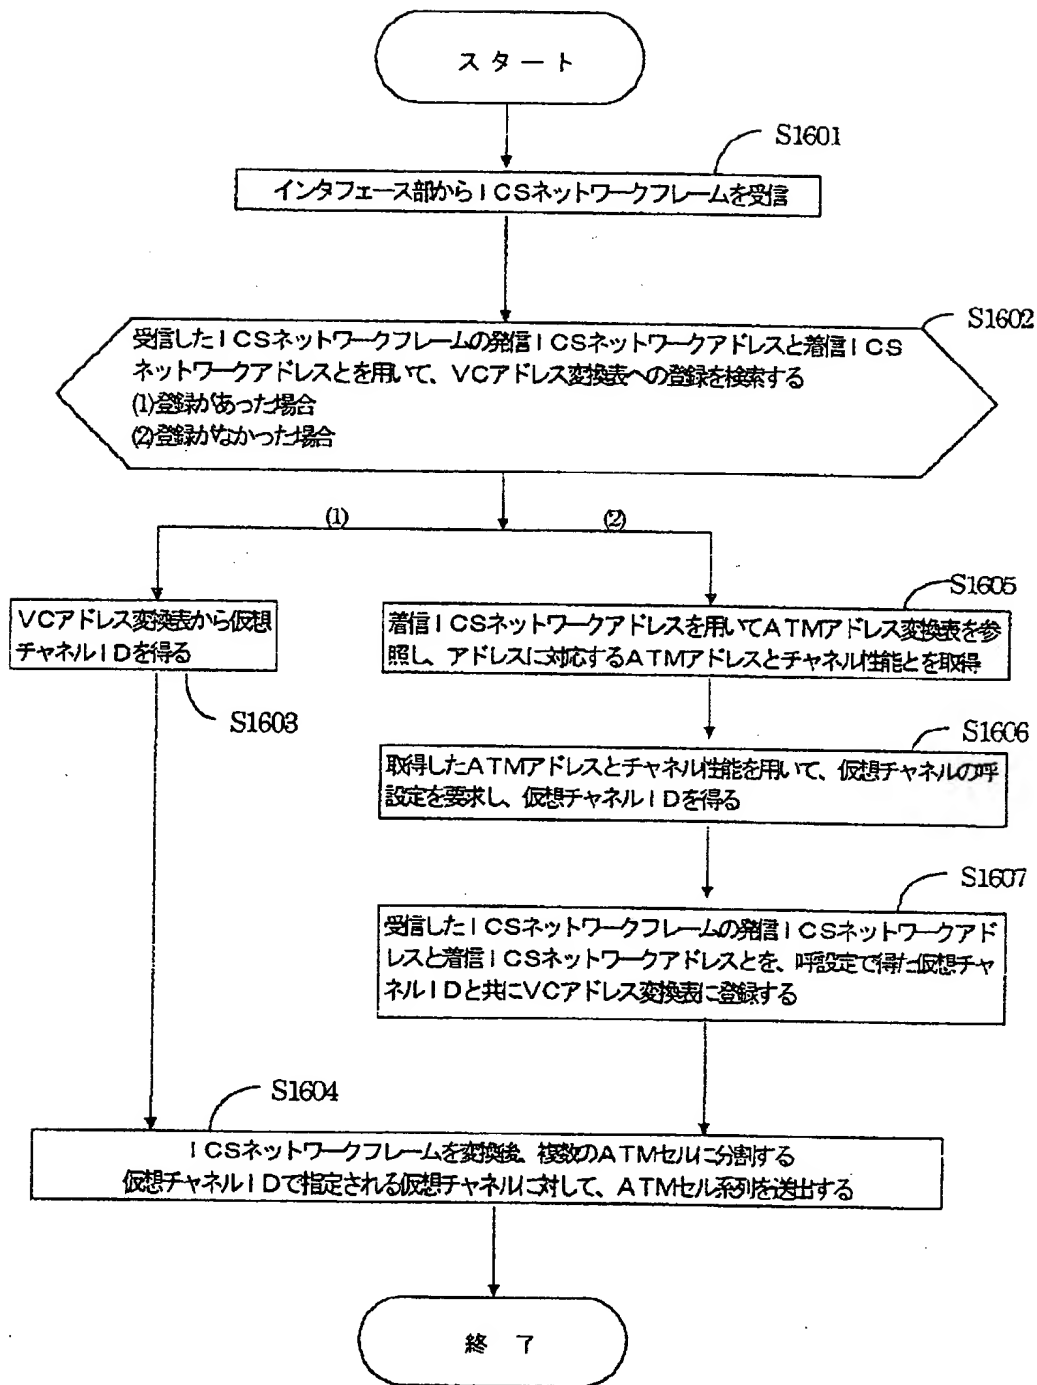 スタート
S1601
インタフェース部からICSネットワークフレームを受信
S1602
受信したICSネットワークフレームの発信ICSネットワークアドレスと着信ICS
ネットワークアドレスとを用いて、VCアドレス変換表への登録を検索する
(1)登録があった場合
(2)登録がなかった場合
(1)
(2)
VCアドレス変換表から仮想
チャネルIDを得る
S1603
S1605
着信ICSネットワークアドレスを用いてATMアドレス変換表を参
照し、アドレスに対応するATMアドレスとチャネル性能とを取得
S1606
取得したATMアドレスとチャネル性能を用いて、仮想チャネルの呼
設定を要求し、仮想チャネルIDを得る
S1607
受信したICSネットワークフレームの発信ICSネットワークアド
レスと着信ICSネットワークアドレスとを、呼設定で得た仮想チャ
ネルIDと共にVCアドレス変換表に登録する
S1604
ICSネットワークフレームを変換後、複数のATMセルに分割する
仮想チャネルIDで指定される仮想チャネルに対して、ATMセル系列を送出する
終了